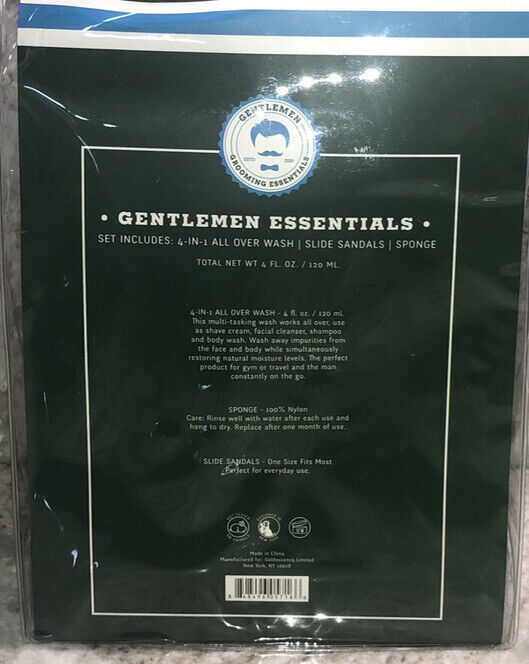 GENTLEMEN
ESTD
GROOMING ESSENTIALS
• GENTLEMEN ESSENTIALS •
SET INCLUDES: 4-IN-1 ALL OVER WASH | SLIDE SANDALS | SPONGE
TOTAL NET WT 4 FL. OZ. / 120 ML.
4-IN-1 ALL OVER WASH - 4 fl. oz. / 120 ml.
This multi-tasking wash works all over, use
as shave cream, facial cleanser, shampoo
and body wash. Wash away impurities from
the face and body while simultaneously
restoring natural moisture levels. The perfect
product for gym or travel and the man
constantly on the go.
SPONGE - 100% Nylon
Care: Rinse well with water after each use and
hang to dry. Replace after one month of use.
SLIDE SANDALS - One Size Fits Most
Perfect for everyday use.
Made in China
Manufactured for: Goldessence Limited
New York, NY 10018